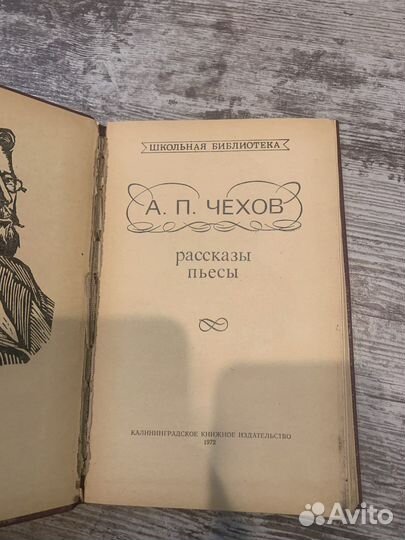 ШКОЛЬНАЯ БИБЛИОТЕКА
А. П. ЧЕХОВ
рассказы
пьесы
КАЛИНИНГРАДСКОЕ КНИЖНОЕ ИЗДАТЕЛЬСТВО
1972
Avito